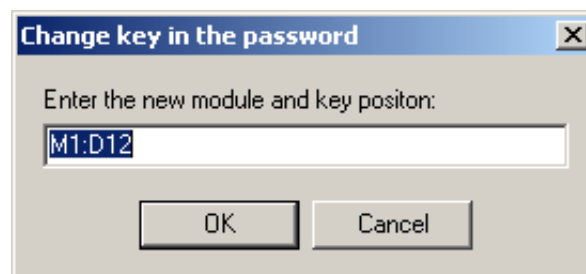 Change key in the password
Enter the new module and key positon:
M1:D12
OK
Cancel